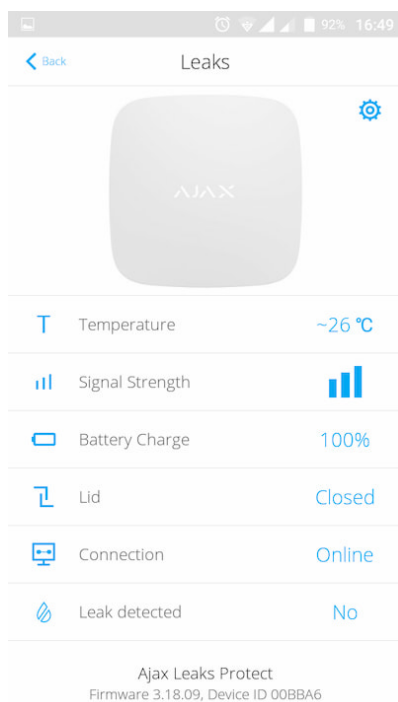 92% 16:49
Back Leaks
AJAX
T Temperature ~26 °C
Signal Strength
Battery Charge 100%
Lid Closed
Connection Online
Leak detected No
Ajax Leaks Protect
Firmware 3.18.09, Device ID 00BBA6